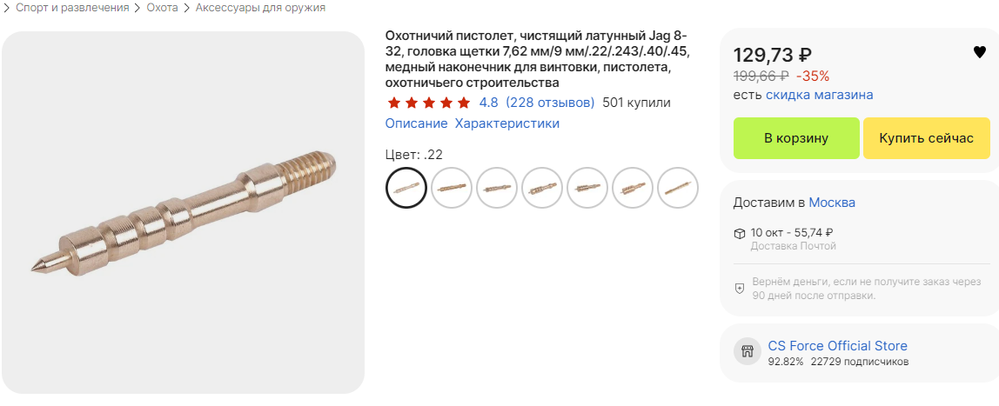 Спорт и развлечения > Охота > Аксессуары для оружия
Охотничий пистолет, чистящий латунный Jag 8-
32, головка щетки 7,62 мм/9 мм/.22/.243/.40/.45,
медный наконечник для винтовки, пистолета,
охотничьего строительства
4.8 (228 отзывов) 501 купили
Описание Характеристики
Цвет: .22
129,73 ₽
199,66 ₽ -35%
есть скидка магазина
В корзину
Купить сейчас
Доставим в Москва
10 окт - 55,74 ₽
Доставка Почтой
Вернём деньги, если не получите заказ через
90 дней после отправки.
CS Force Official Store
92.82% 22729 подписчиков